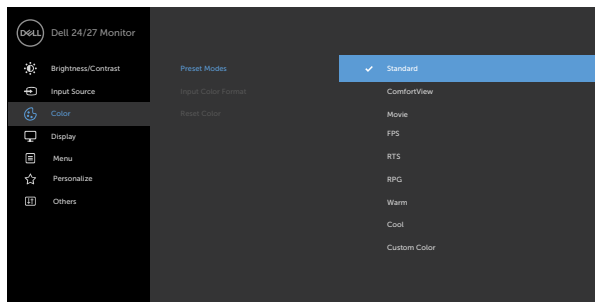 DELL Dell 24/27 Monitor
Brightness/Contrast
Input Source
Color
Display
Menu
Personalize
Others
Preset Modes
Input Color Format
Reset Color
Standard
ComfortView
Movie
FPS
RTS
RPG
Warm
Cool
Custom Color